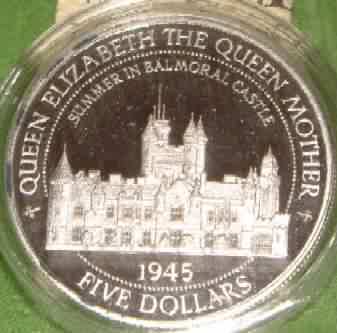 QUEEN ELIZABETH THE QUEEN MOTHER
SUMMER IN BALMORAL CASTLE
1945
FIVE DOLLARS